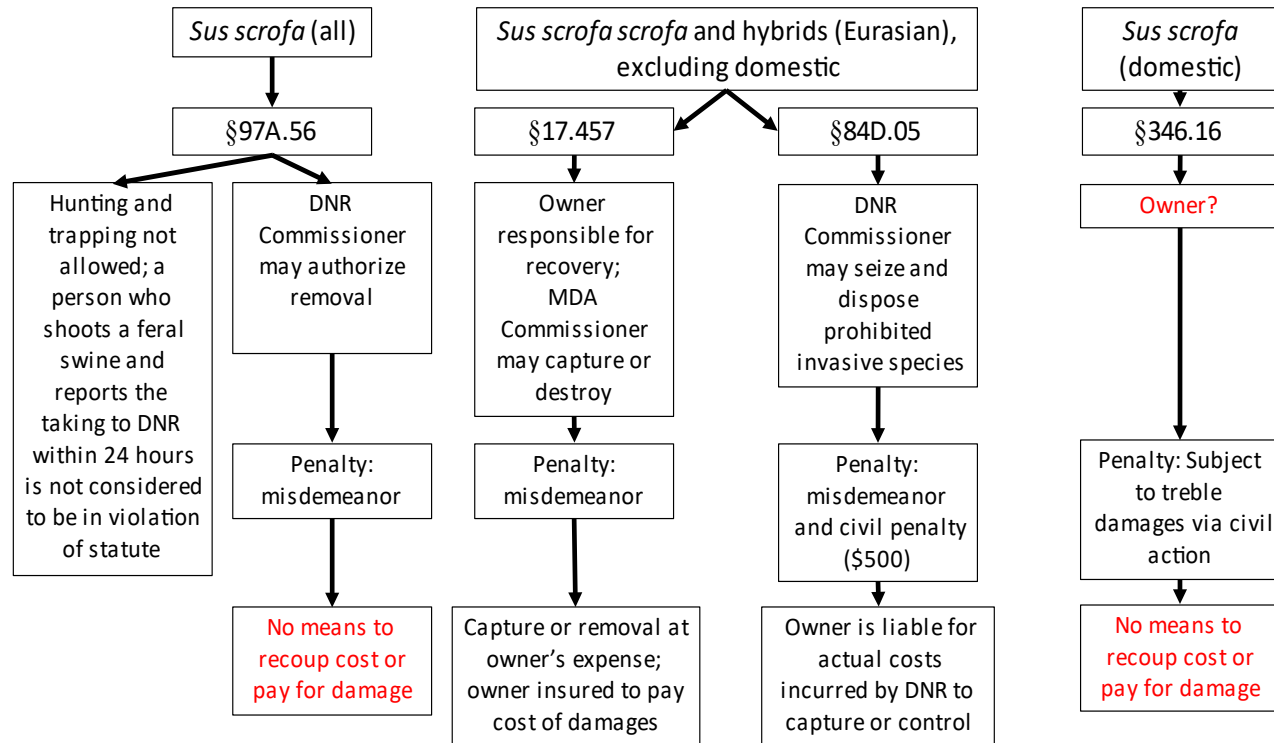 Sus scrofa (all)
Sus scrofa scrofa and hybrids (Eurasian),
excluding domestic
Sus scrofa
(domestic)
§97A.56
§17.457
§84D.05
§346.16
Hunting and
trapping not
allowed; a
person who
shoots a feral
swine and
reports the
taking to DNR
within 24 hours
is not considered
to be in violation
of statute
DNR
Commissioner
may authorize
removal
Owner
responsible for
recovery;
MDA
Commissioner
may capture or
destroy
DNR
Commissioner
may seize and
dispose
prohibited
invasive species
Owner?
Penalty:
misdemeanor
Penalty:
misdemeanor
Penalty:
misdemeanor
and civil penalty
($500)
Penalty: Subject
to treble
damages via civil
action
No means to
recoup cost or
pay for damage
Capture or removal at
owner’s expense;
owner insured to pay
cost of damages
Owner is liable for
actual costs
incurred by DNR to
capture or control
No means to
recoup cost or
pay for damage